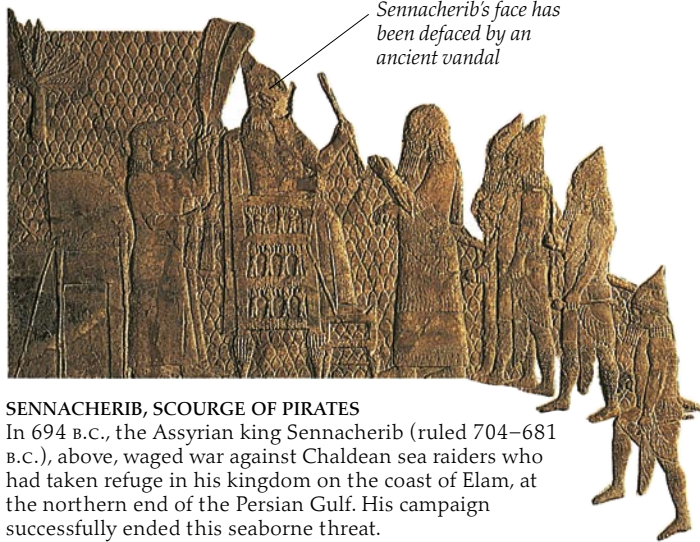 Sennacherib’s face has
been defaced by an
ancient vandal
SENNACHERIB, SCOURGE OF PIRATES
In 694 B.C., the Assyrian king Sennacherib (ruled 704–681
B.C.), above, waged war against Chaldean sea raiders who
had taken refuge in his kingdom on the coast of Elam, at
the northern end of the Persian Gulf. His campaign
successfully ended this seaborne threat.